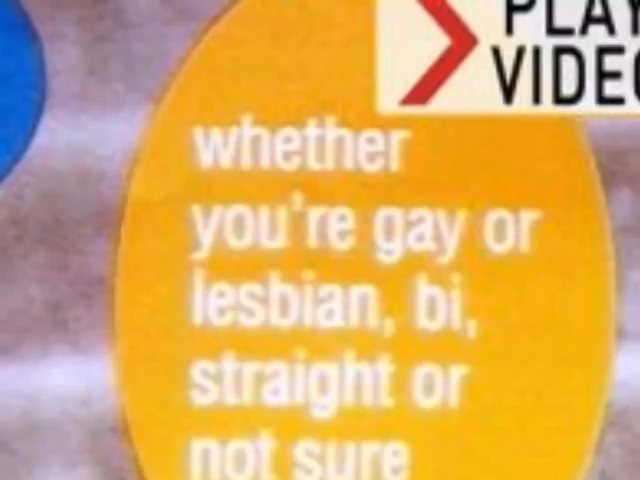 PLAY
VIDEO
whether
you're gay or
lesbian, bi,
straight or
not sure